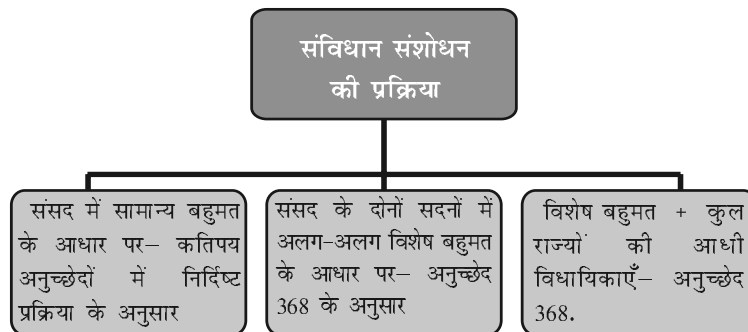 संविधान संशोधन
की प्रक्रिया
संसद में सामान्य बहुमत
के आधार पर– कतिपय
अनुच्छेदों में निर्दिष्ट
प्रक्रिया के अनुसार
संसद के दोनों सदनों में
अलग-अलग विशेष बहुमत
के आधार पर– अनुच्छेद
368 के अनुसार
विशेष बहुमत + कुल
राज्यों की आधी
विधायिकाएँ– अनुच्छेद
368.